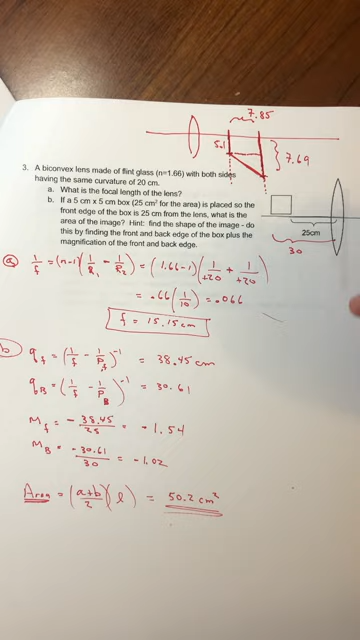 7.85
5.1
7.69
3. A biconvex lens made of flint glass (n=1.66) with both sides
having the same curvature of 20 cm.
a. What is the focal length of the lens?
b. If a 5 cm x 5 cm box (25 cm² for the area) is placed so the
front edge of the box is 25 cm from the lens, what is the
area of the image? Hint: find the shape of the image - do
this by finding the front and back edge of the box plus the
magnification of the front and back edge.
25cm
30
(a) 1/f = (n-1)(1/R₁ - 1/R₂) = (1.66-1)(1/+20 + 1/+20)
= .66(1/10) = .066
f = 15.15cm
b) q_f = (1/f - 1/P_f)⁻¹ = 38.45 cm
q_B = (1/f - 1/P_B)⁻¹ = 30.61
M_f = -38.45/25 = -1.54
M_B = -30.61/30 = -1.02
Area = (a+b/2)(l) = 50.2 cm²